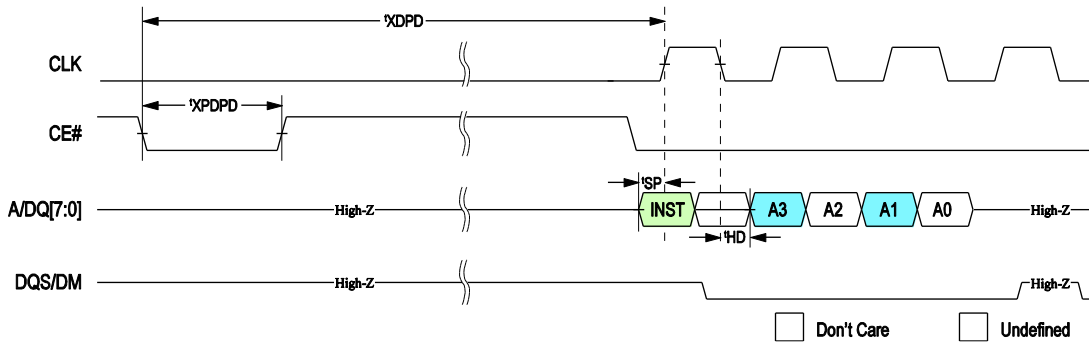 tXDPD
CLK
tXPDPD
CE#
tSP
A/DQ[7:0]
High-Z
INST
A3
A2
A1
A0
High-Z
tHD
DQS/DM
High-Z
High-Z
Don't Care
Undefined